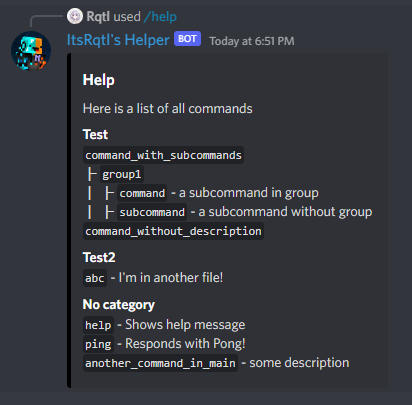 Rqtl used /help
ItsRqtl's Helper BOT Today at 6:51 PM
Help
Here is a list of all commands
Test
command_with_subcommands
├ group1
| ├ command - a subcommand in group
| ├ subcommand - a subcommand without group
command_without_description
Test2
abc - I'm in another file!
No category
help - Shows help message
ping - Responds with Pong!
another_command_in_main - some description